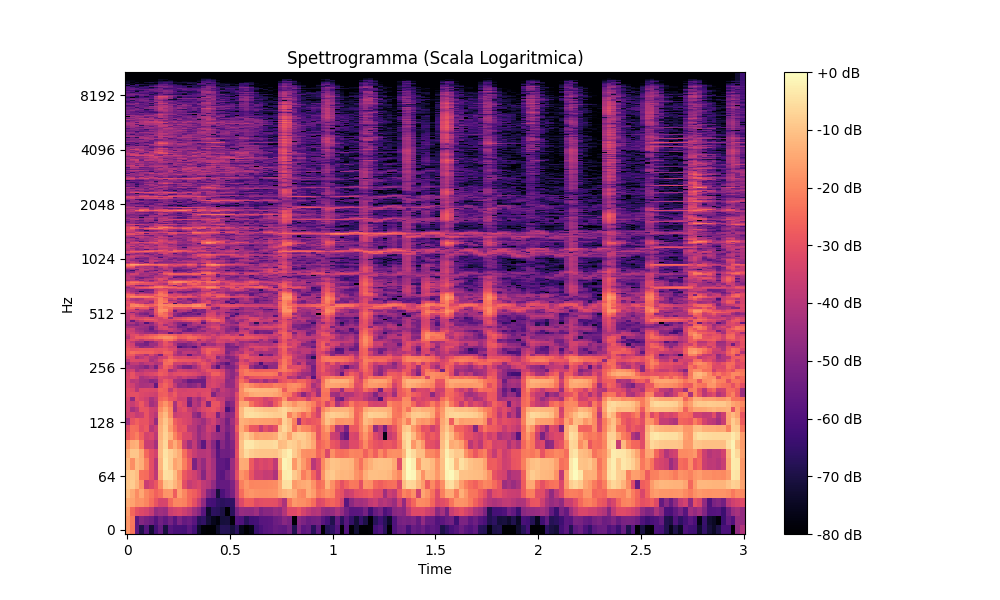 Spettrogramma (Scala Logaritmica)
Hz
8192
4096
2048
1024
512
256
128
64
0
0 0.5 1 1.5 2 2.5 3
Time
+0 dB
-10 dB
-20 dB
-30 dB
-40 dB
-50 dB
-60 dB
-70 dB
-80 dB